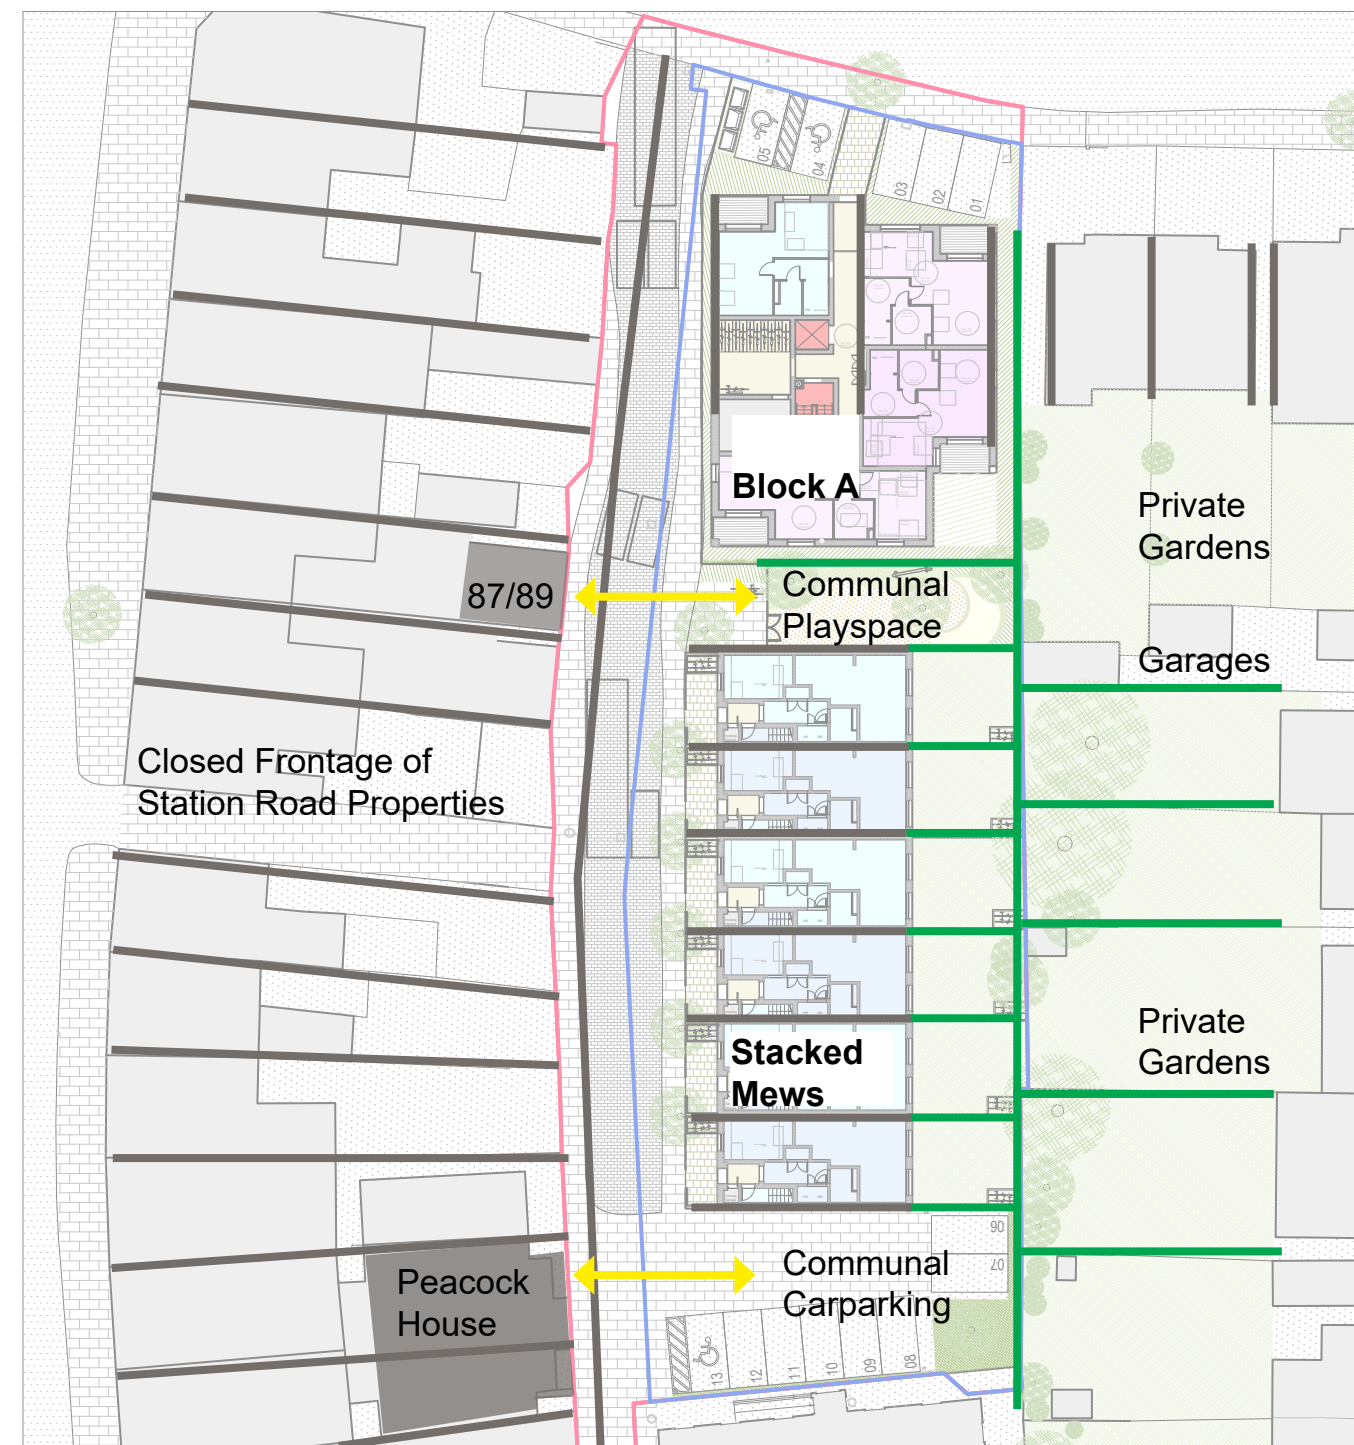 05
04
03
02
01
Block A
Private
Gardens
87/89
Communal
Playspace
Garages
Closed Frontage of
Station Road Properties
Stacked
Mews
Private
Gardens
06
07
Communal
Carparking
Peacock
House
13
12
11
10
09
08